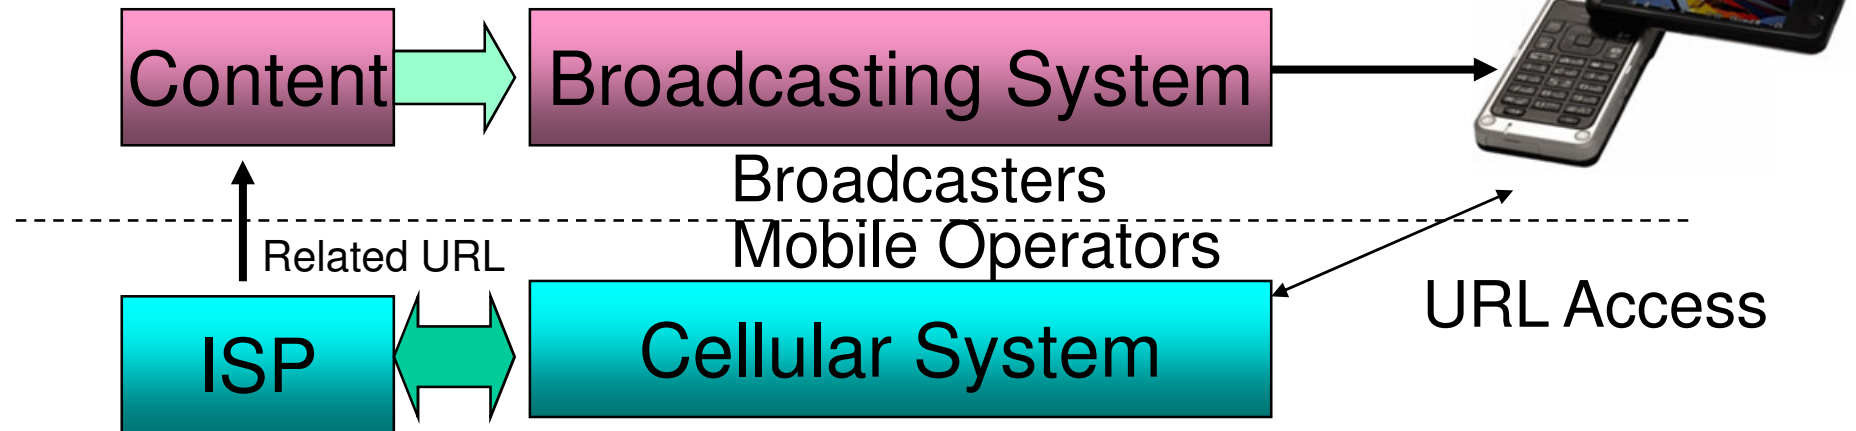 Content
Broadcasting System
Broadcasters
Mobile Operators
Related URL
URL Access
ISP
Cellular System